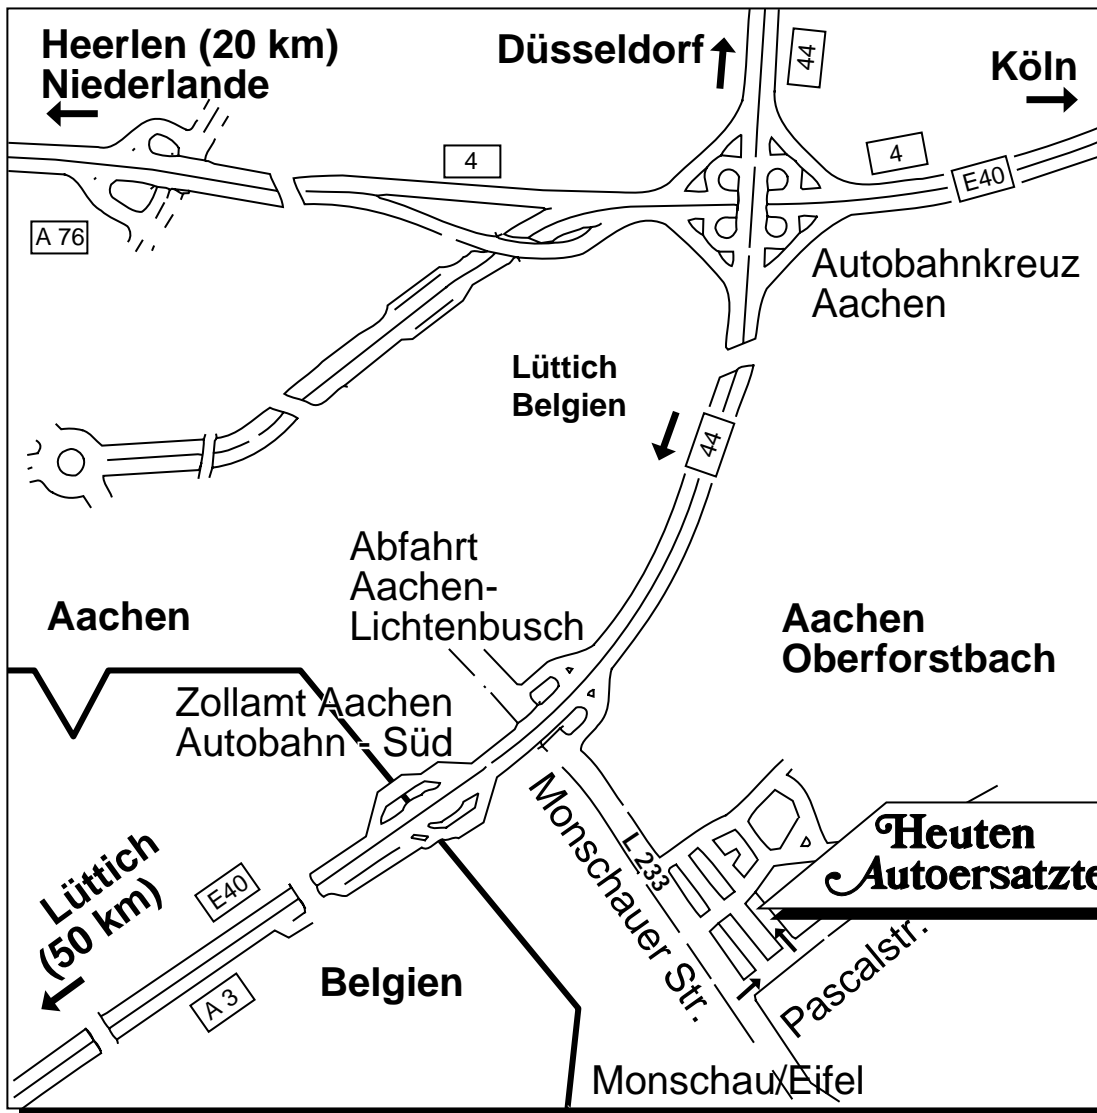 Heerlen (20 km)
Niederlande
Düsseldorf
44
Köln
4
4
E40
A 76
Autobahnkreuz
Aachen
Lüttich
Belgien
44
Abfahrt
Aachen-
Lichtenbusch
Aachen
Aachen
Oberforstbach
Zollamt Aachen
Autobahn - Süd
Monschauer Str.
L 233
Heuten
Autoersatzte
Lüttich
(50 km)
E40
A 3
Belgien
Pascalstr.
Monschau/Eifel